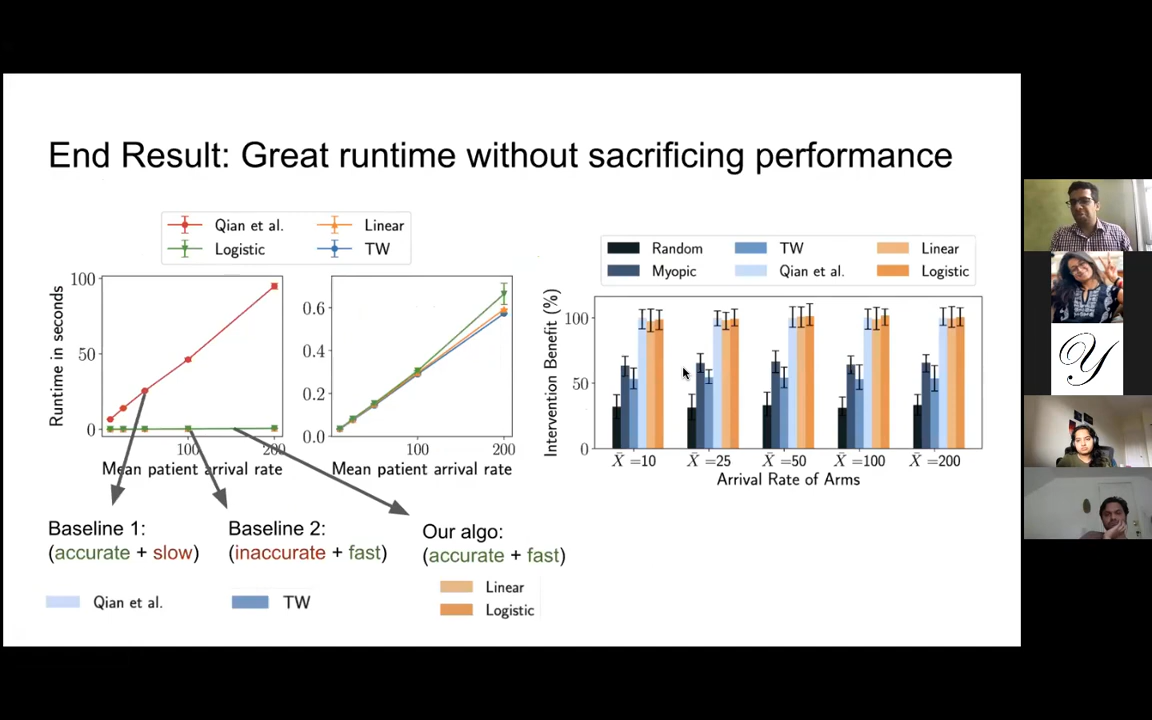 End Result: Great runtime without sacrificing performance
Qian et al.
Linear
Logistic
TW
Runtime in seconds
100
50
0
100
200
Mean patient arrival rate
0.6
0.4
0.2
0.0
100
200
Mean patient arrival rate
Random
TW
Linear
Myopic
Qian et al.
Logistic
Intervention Benefit (%)
100
50
0
X̄ =10
X̄ =25
X̄ =50
X̄ =100
X̄ =200
Arrival Rate of Arms
Baseline 1:
(accurate + slow)
Qian et al.
Baseline 2:
(inaccurate + fast)
TW
Our algo:
(accurate + fast)
Linear
Logistic
Y